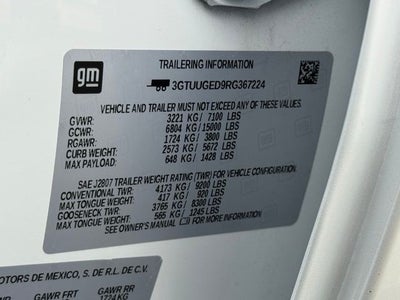 gm
TRAILERING INFORMATION
3GTUUGED9RG367224
VEHICLE AND TRAILER MUST NOT EXCEED ANY OF THESE VALUES.
GVWR: 3221 KG/ 7100 LBS
GCWR: 6804 KG/15000 LBS
RGAWR: 1724 KG/ 3800 LBS
CURB WEIGHT: 2573 KG/ 5672 LBS
MAX PAYLOAD: 648 KG/ 1428 LBS
SAE J2807 TRAILER WEIGHT RATING (TWR) FOR VEHICLE CONFIGURATION.
CONVENTIONAL TWR: 4173 KG/ 9200 LBS
MAX TONGUE WEIGHT: 417 KG/ 920 LBS
GOOSENECK TWR: 3765 KG/ 8300 LBS
MAX TONGUE WEIGHT: 565 KG/ 1245 LBS
SEE OWNER'S MANUAL FOR MORE INFORMATION
MOTORS DE MEXICO, S. DE R.L. DE C.V.
GAWR FRT GAWR RR
1724 KG